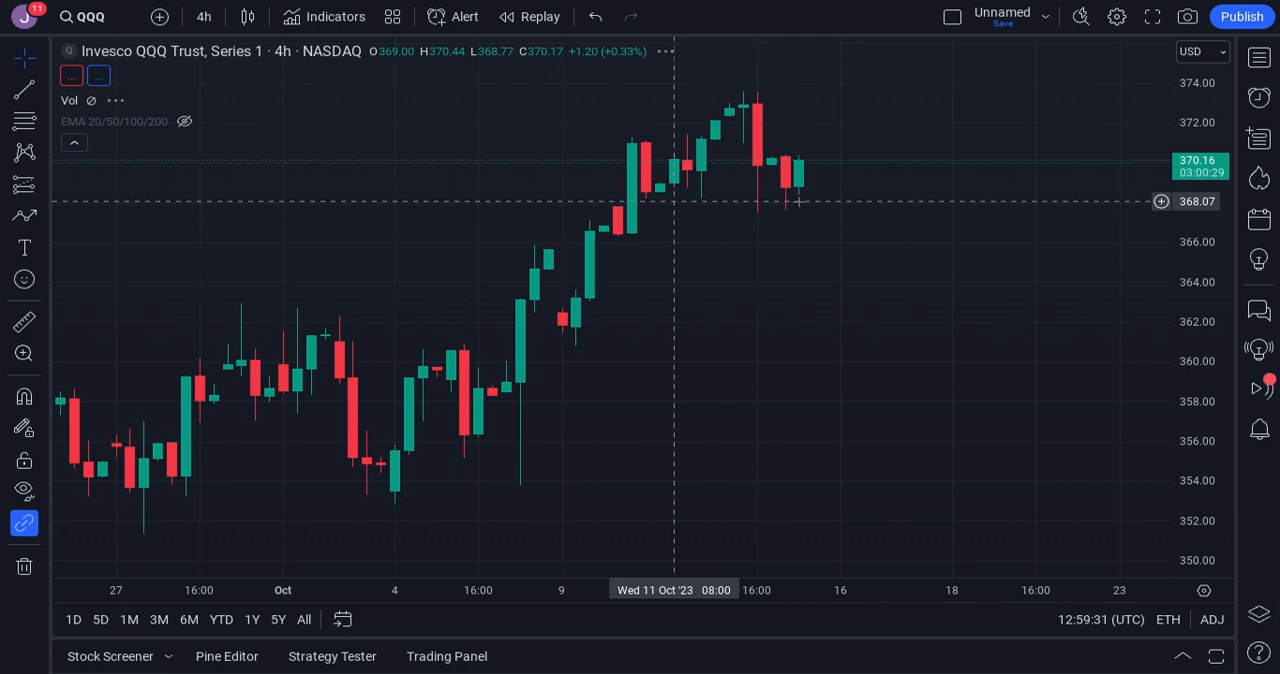 J 11 QQQ 4h Indicators Alert Replay Unnamed Save Publish
Q Invesco QQQ Trust, Series 1 · 4h · NASDAQ O369.00 H370.44 L368.77 C370.17 +1.20 (+0.33%) ··· USD
... ...
Vol ···
EMA 20/50/100/200
374.00
372.00
370.16
03:00:29
368.07
366.00
364.00
362.00
360.00
358.00
356.00
354.00
352.00
350.00
27 16:00 Oct 4 16:00 9 Wed 11 Oct '23 08:00 16:00 16 18 16:00 23
1D 5D 1M 3M 6M YTD 1Y 5Y All 12:59:31 (UTC) ETH ADJ
Stock Screener Pine Editor Strategy Tester Trading Panel